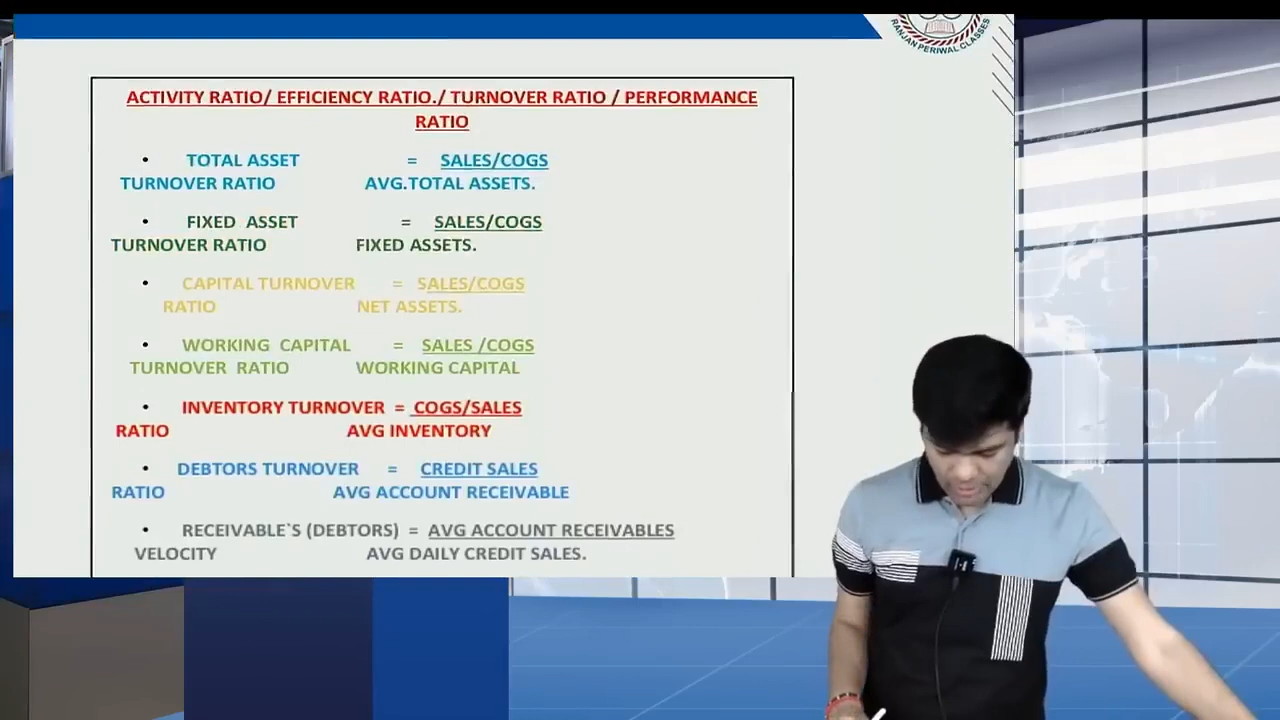 RANJAN PERIWAL CLASSES
ACTIVITY RATIO/ EFFICIENCY RATIO./ TURNOVER RATIO / PERFORMANCE
RATIO
• TOTAL ASSET = SALES/COGS
TURNOVER RATIO AVG.TOTAL ASSETS.
• FIXED ASSET = SALES/COGS
TURNOVER RATIO FIXED ASSETS.
• CAPITAL TURNOVER = SALES/COGS
RATIO NET ASSETS.
• WORKING CAPITAL = SALES /COGS
TURNOVER RATIO WORKING CAPITAL
• INVENTORY TURNOVER = COGS/SALES
RATIO AVG INVENTORY
• DEBTORS TURNOVER = CREDIT SALES
RATIO AVG ACCOUNT RECEIVABLE
• RECEIVABLE`S (DEBTORS) = AVG ACCOUNT RECEIVABLES
VELOCITY AVG DAILY CREDIT SALES.